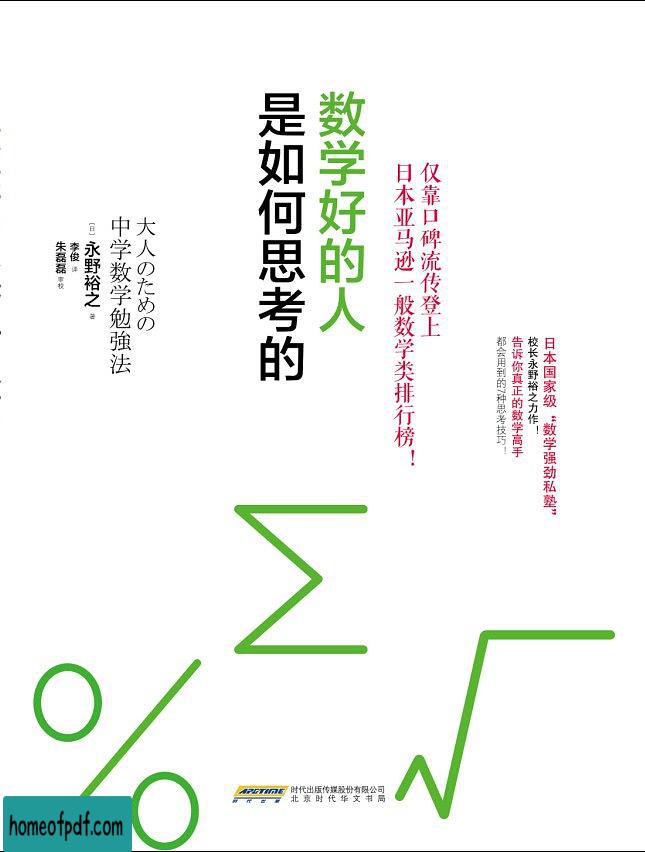 日本国家级“数学强劲私塾”
校长永野裕之力作！
告诉你真正的数学高手
都会用到的7种思考技巧！
仅靠口碑流传登上
日本亚马逊一般数学类排行榜！
数学好的人
是如何思考的
大人のための
中学数学勉強法
［日］永野裕之 著
李俊 译
朱磊磊 审校
%
Σ
√
ARCTIME
时代出版
时代出版传媒股份有限公司
北京时代华文书局
homeofpdf.com